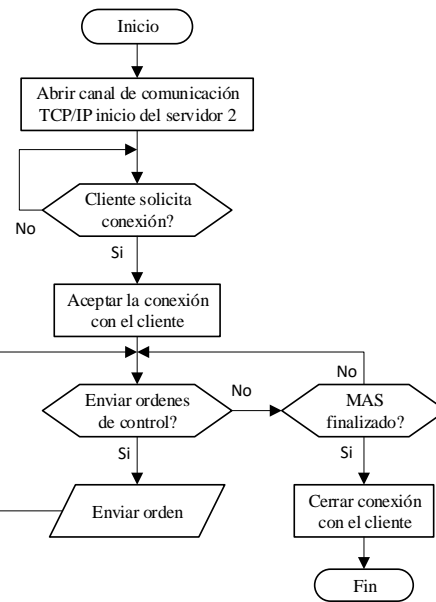 Inicio
Abrir canal de comunicación
TCP/IP inicio del servidor 2
Cliente solicita
conexión?
No
Si
Aceptar la conexión
con el cliente
No
Enviar ordenes
de control?
No
MAS
finalizado?
Si
Si
Enviar orden
Cerrar conexión
con el cliente
Fin